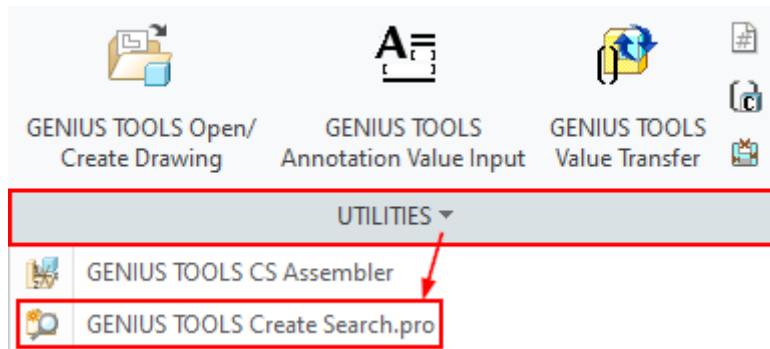 GENIUS TOOLS Open/
Create Drawing
GENIUS TOOLS
Annotation Value Input
GENIUS TOOLS
Value Transfer
UTILITIES
GENIUS TOOLS CS Assembler
GENIUS TOOLS Create Search.pro